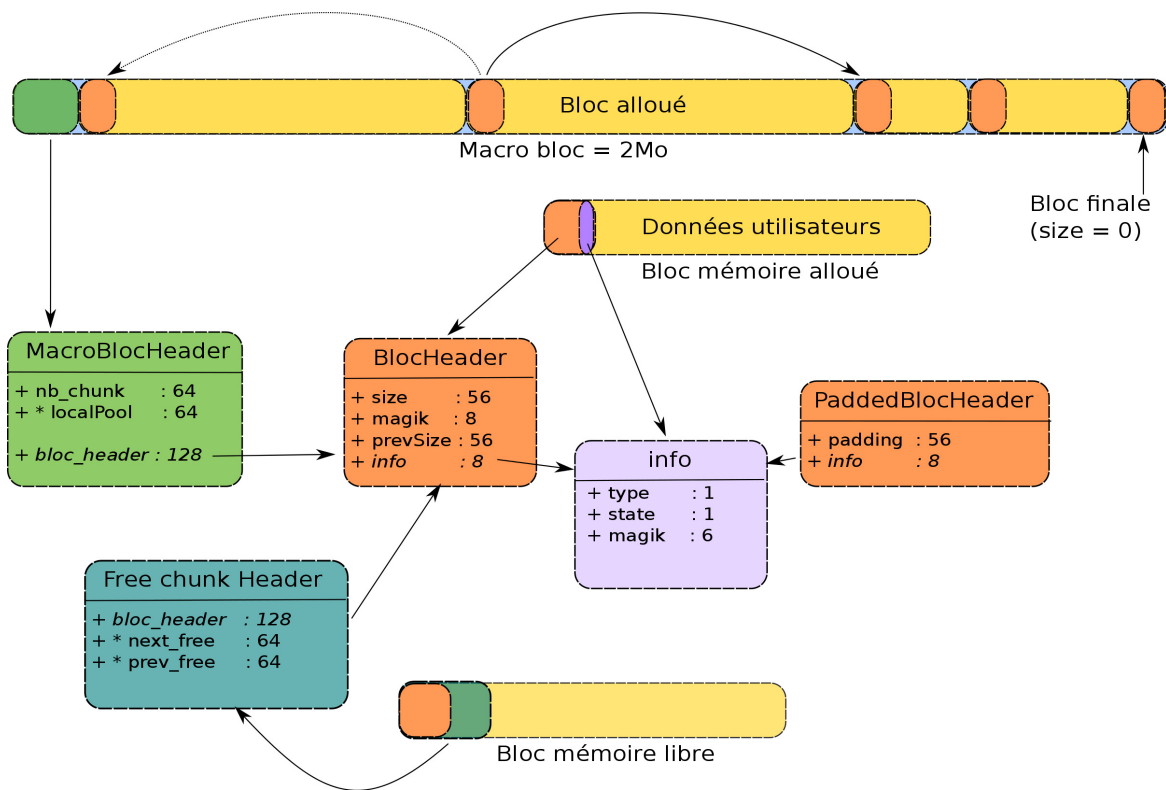 Bloc alloué
Macro bloc = 2Mo
Bloc finale
(size = 0)
Données utilisateurs
Bloc mémoire alloué
MacroBlocHeader
+ nb_chunk : 64
+ * localPool : 64
+ bloc_header : 128
BlocHeader
+ size : 56
+ magik : 8
+ prevSize : 56
+ info : 8
PaddedBlocHeader
+ padding : 56
+ info : 8
info
+ type : 1
+ state : 1
+ magik : 6
Free chunk Header
+ bloc_header : 128
+ * next_free : 64
+ * prev_free : 64
Bloc mémoire libre